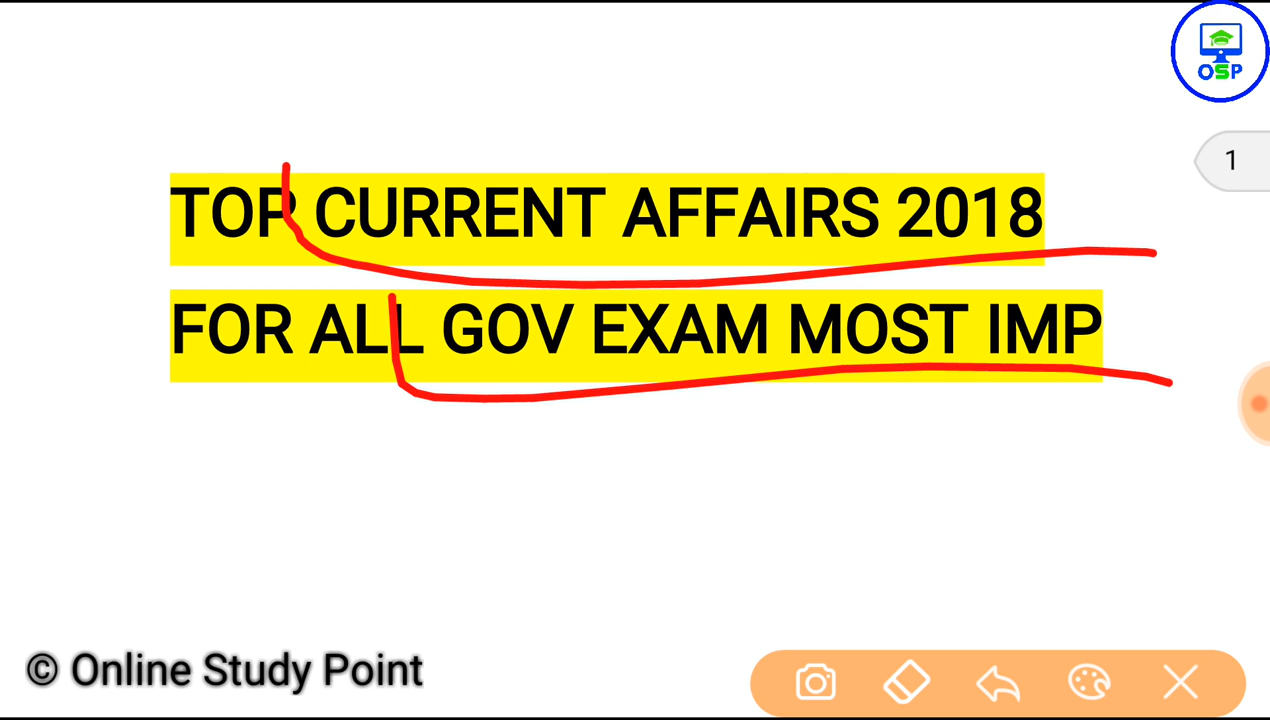 OSP
1
TOP CURRENT AFFAIRS 2018
FOR ALL GOV EXAM MOST IMP
© Online Study Point